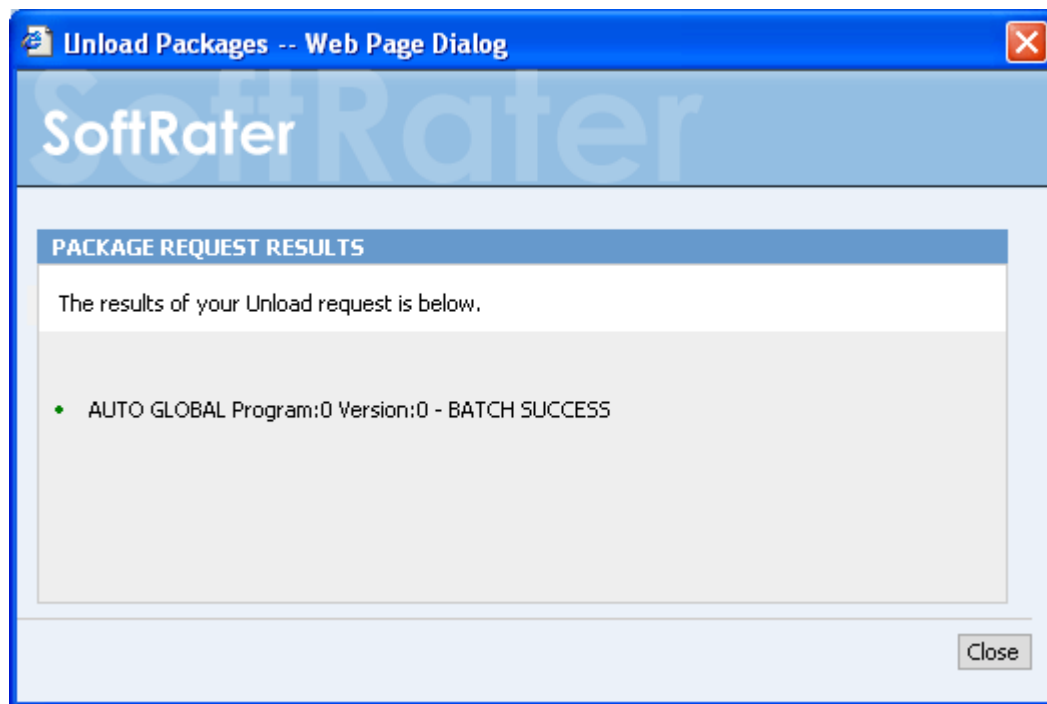 Unload Packages -- Web Page Dialog
SoftRater
SoftRater
PACKAGE REQUEST RESULTS
The results of your Unload request is below.
• AUTO GLOBAL Program:0 Version:0 - BATCH SUCCESS
Close